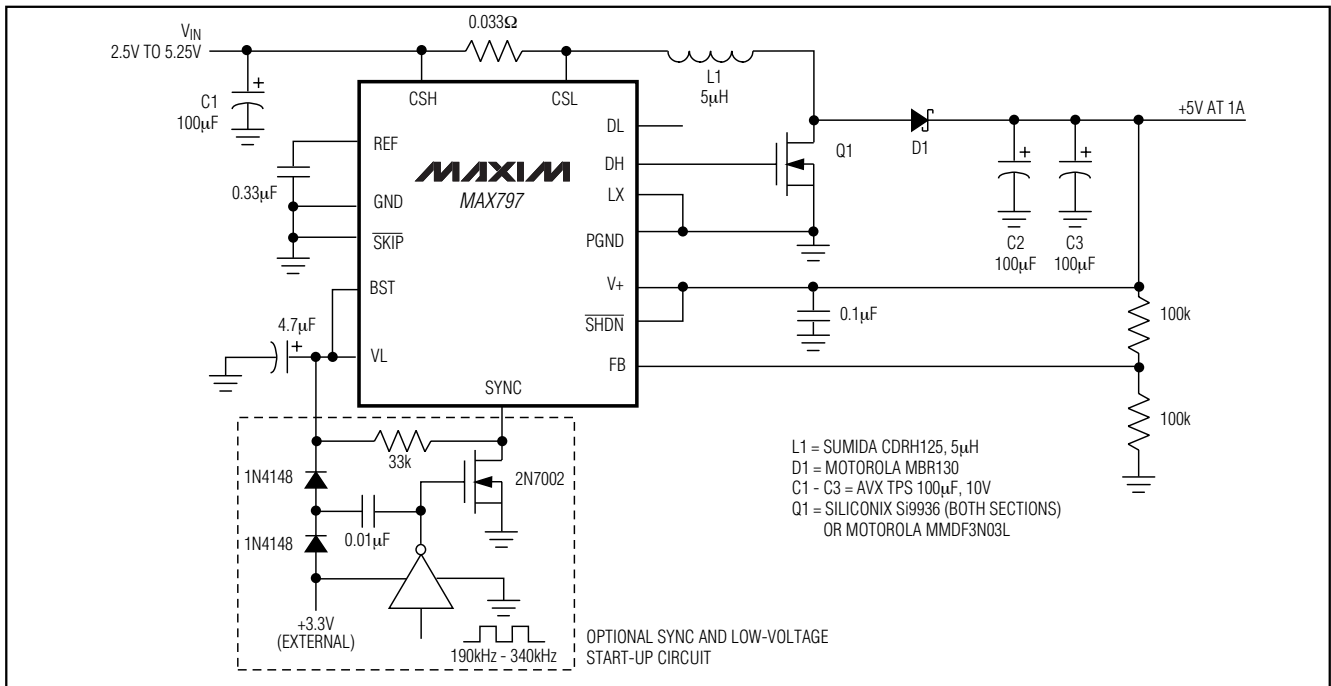 V_IN
2.5V TO 5.25V
0.033Ω
C1
100µF
CSH
CSL
L1
5µH
REF
DL
Q1
D1
+5V AT 1A
MAXIM
MAX797
DH
0.33µF
GND
LX
SKIP
PGND
C2
100µF
C3
100µF
BST
V+
4.7µF
SHDN
0.1µF
100k
VL
FB
SYNC
33k
100k
1N4148
2N7002
L1 = SUMIDA CDRH125, 5µH
D1 = MOTOROLA MBR130
C1 - C3 = AVX TPS 100µF, 10V
Q1 = SILICONIX Si9936 (BOTH SECTIONS)
OR MOTOROLA MMDF3N03L
1N4148
0.01µF
+3.3V
(EXTERNAL)
190kHz - 340kHz
OPTIONAL SYNC AND LOW-VOLTAGE
START-UP CIRCUIT